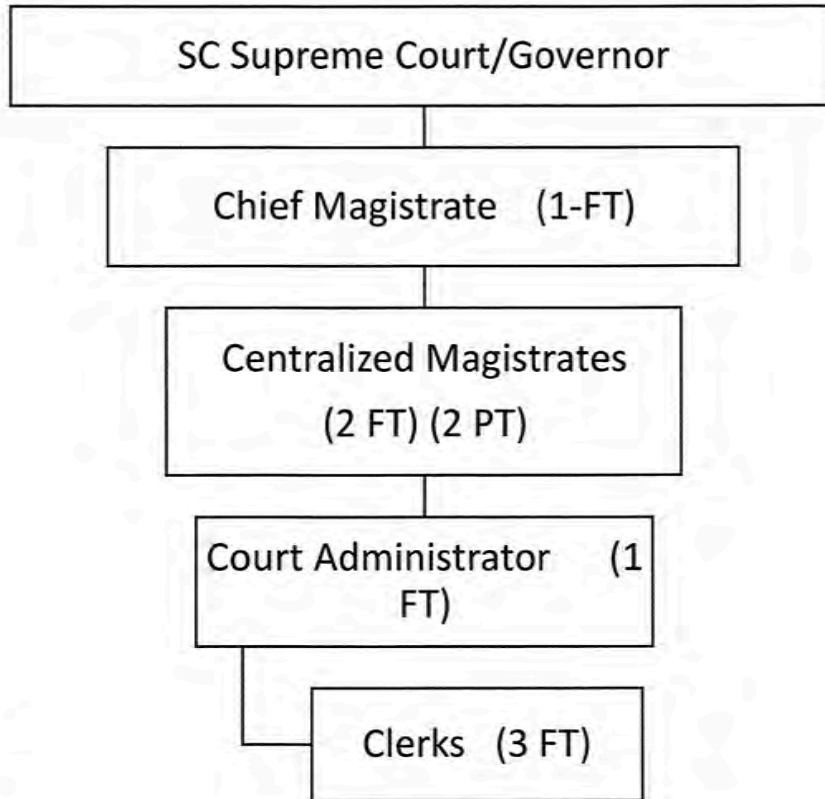 SC Supreme Court/Governor
Chief Magistrate (1-FT)
Centralized Magistrates
(2 FT) (2 PT)
Court Administrator (1
FT)
Clerks (3 FT)